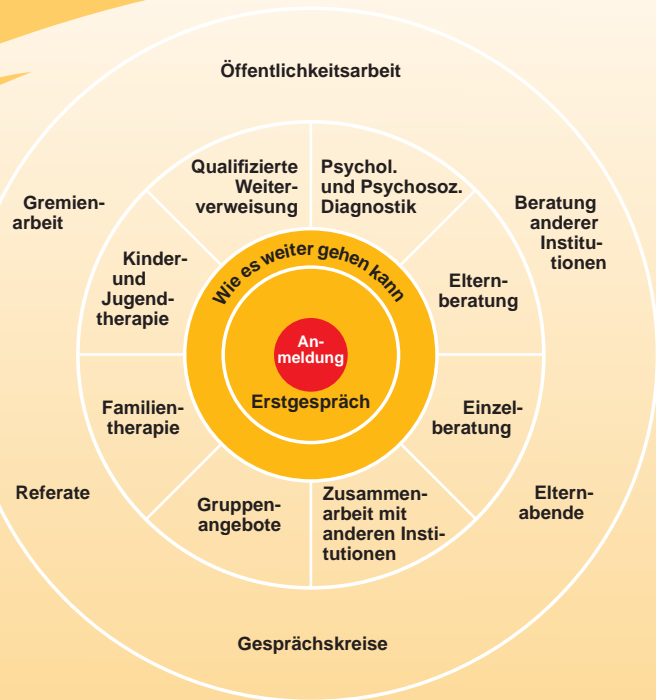 Öffentlichkeitsarbeit
Qualifizierte
Weiter-
verweisung
Psychol.
und Psychosoz.
Diagnostik
Gremien-
arbeit
Beratung
anderer
Institu-
tionen
Kinder-
und
Jugend-
therapie
Wie es weiter gehen kann
Eltern-
beratung
An-
meldung
Erstgespräch
Familien-
therapie
Einzel-
beratung
Referate
Gruppen-
angebote
Zusammen-
arbeit mit
anderen Insti-
tutionen
Eltern-
abende
Gesprächskreise